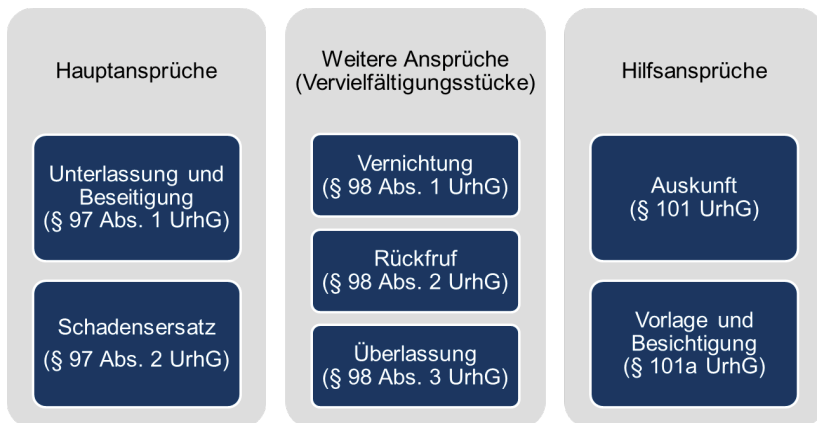 Hauptansprüche
Unterlassung und
Beseitigung
(§ 97 Abs. 1 UrhG)
Schadensersatz
(§ 97 Abs. 2 UrhG)
Weitere Ansprüche
(Vervielfältigungsstücke)
Vernichtung
(§ 98 Abs. 1 UrhG)
Rückfruf
(§ 98 Abs. 2 UrhG)
Überlassung
(§ 98 Abs. 3 UrhG)
Hilfsansprüche
Auskunft
(§ 101 UrhG)
Vorlage und
Besichtigung
(§ 101a UrhG)